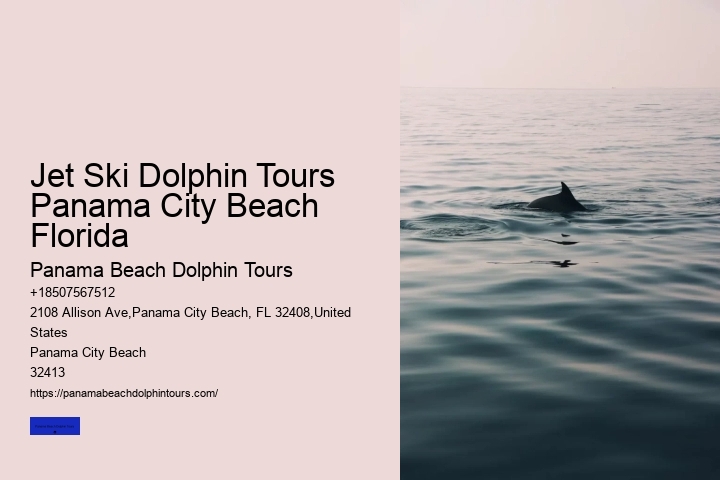 Jet Ski Dolphin Tours
Panama City Beach
Florida
Panama Beach Dolphin Tours
+18507567512
2108 Allison Ave,Panama City Beach, FL 32408,United
States
Panama City Beach
32413
https://panamabeachdolphintours.com/